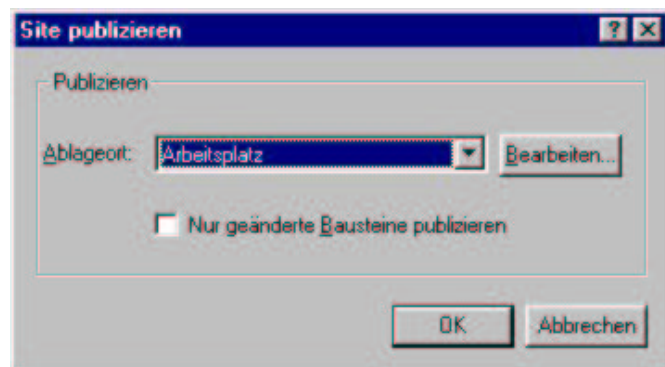 Site publizieren
Publizieren
Ablageort: Arbeitsplatz Bearbeiten...
Nur geänderte Bausteine publizieren
OK Abbrechen